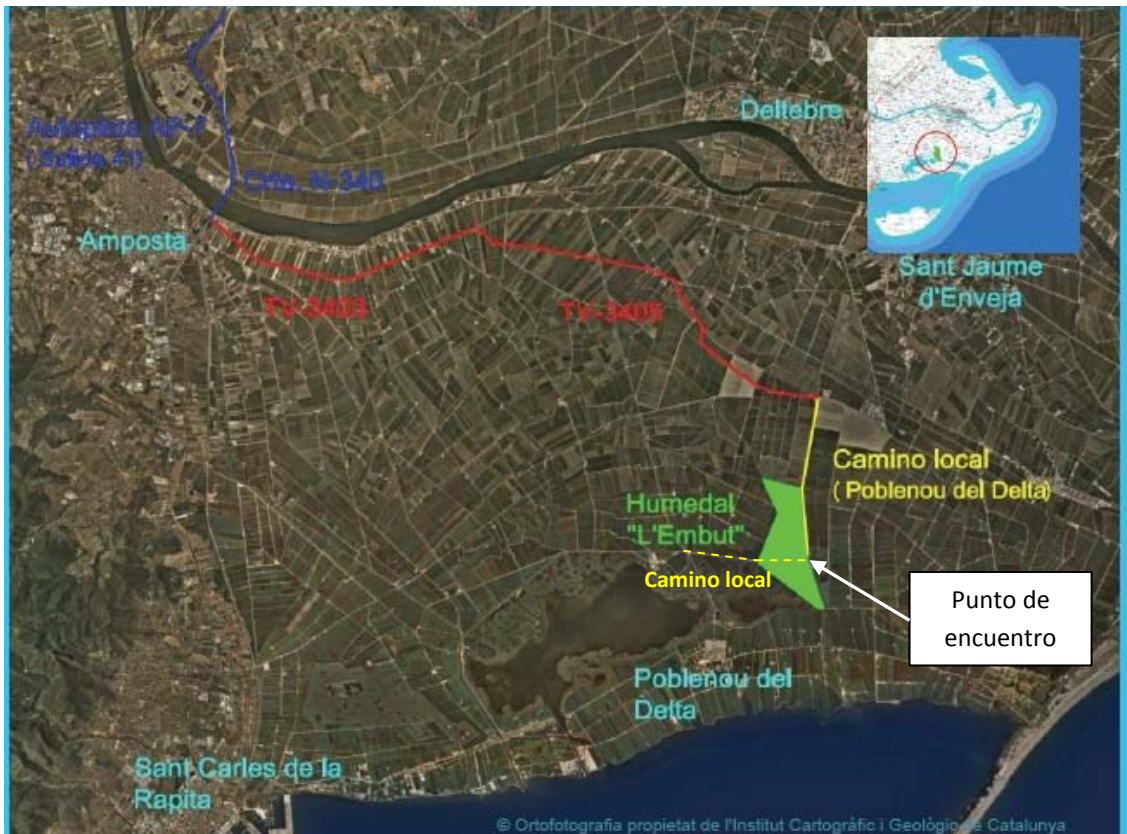 Deltebre
Autopista AP-7
( Salida 41)
Ctra. N-340
Amposta
Sant Jaume
d'Enveja
TV-3403
TV-3405
Camino local
( Poblenou del Delta)
Humedal
"L'Embut"
Camino local
Punto de
encuentro
Poblenou del
Delta
Sant Carles de la
Rapita
© Ortofotografia propietat de l'Institut Cartogràfic i Geològic de Catalunya